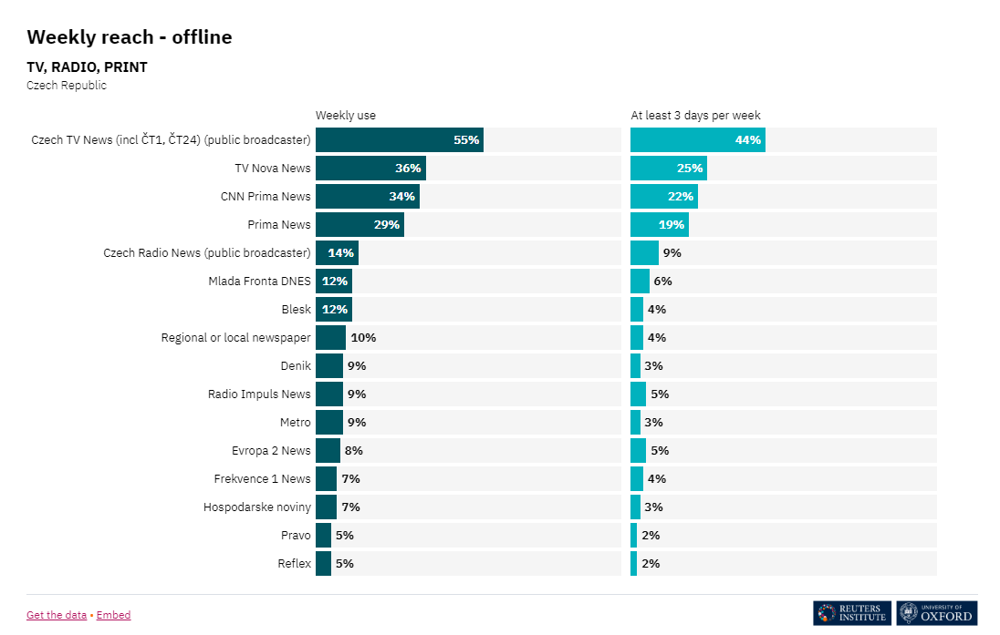 Weekly reach - offline
TV, RADIO, PRINT
Czech Republic
Weekly use At least 3 days per week
Czech TV News (incl ČT1, ČT24) (public broadcaster) 55% 44%
TV Nova News 36% 25%
CNN Prima News 34% 22%
Prima News 29% 19%
Czech Radio News (public broadcaster) 14% 9%
Mlada Fronta DNES 12% 6%
Blesk 12% 4%
Regional or local newspaper 10% 4%
Denik 9% 3%
Radio Impuls News 9% 5%
Metro 9% 3%
Evropa 2 News 8% 5%
Frekvence 1 News 7% 4%
Hospodarske noviny 7% 3%
Pravo 5% 2%
Reflex 5% 2%
Get the data • Embed
REUTERS
INSTITUTE
UNIVERSITY OF
OXFORD